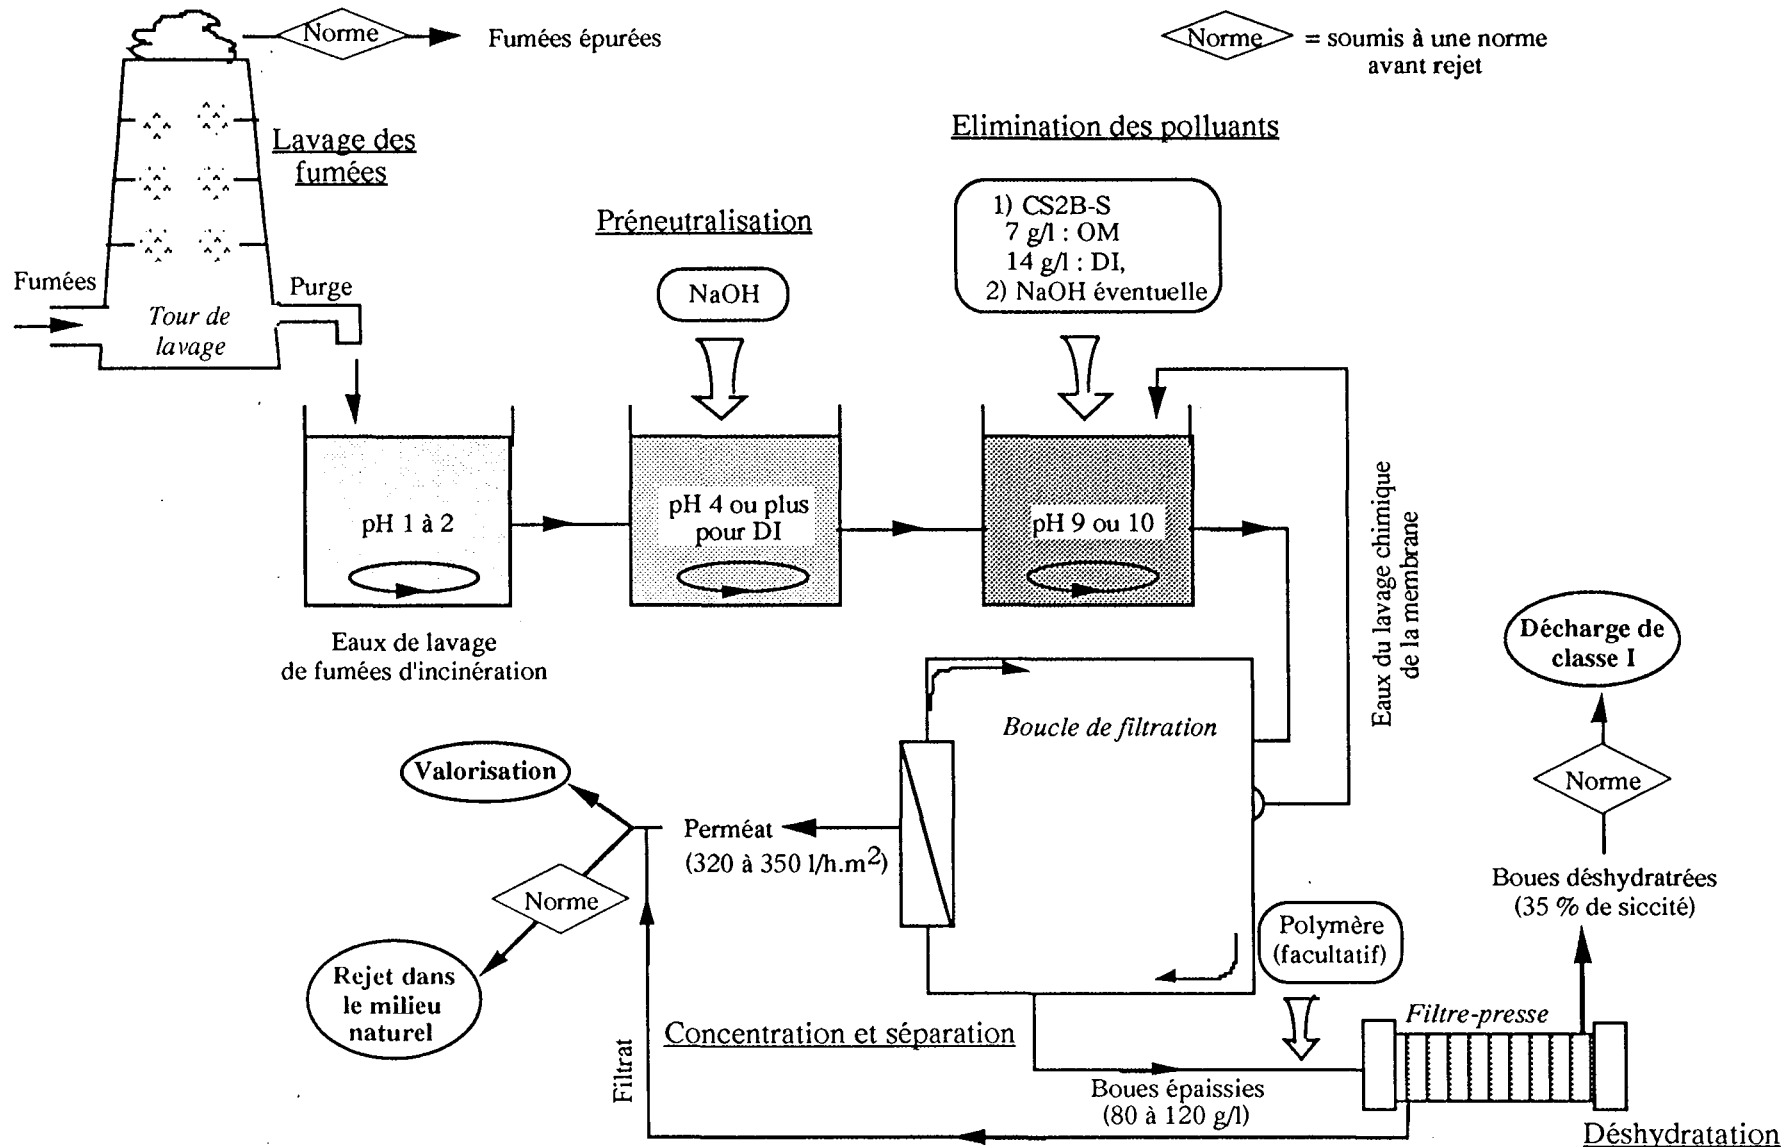 Norme
Fumées épurées
Norme
= soumis à une norme
avant rejet
Lavage des
fumées
Elimination des polluants
Préneutralisation
1) CS2B-S
7 g/l : OM
14 g/l : DI,
2) NaOH éventuelle
NaOH
Fumées
Purge
Tour de
lavage
pH 1 à 2
pH 4 ou plus
pour DI
pH 9 ou 10
Eaux de lavage
de fumées d'incinération
Eaux du lavage chimique
de la membrane
Décharge de
classe I
Boucle de filtration
Valorisation
Norme
Perméat
(320 à 350 l/h.m2)
Norme
Boues déshydratrées
(35 % de siccité)
Polymère
(facultatif)
Rejet dans
le milieu
naturel
Filtre-presse
Concentration et séparation
Filtrat
Boues épaissies
(80 à 120 g/l)
Déshydratation